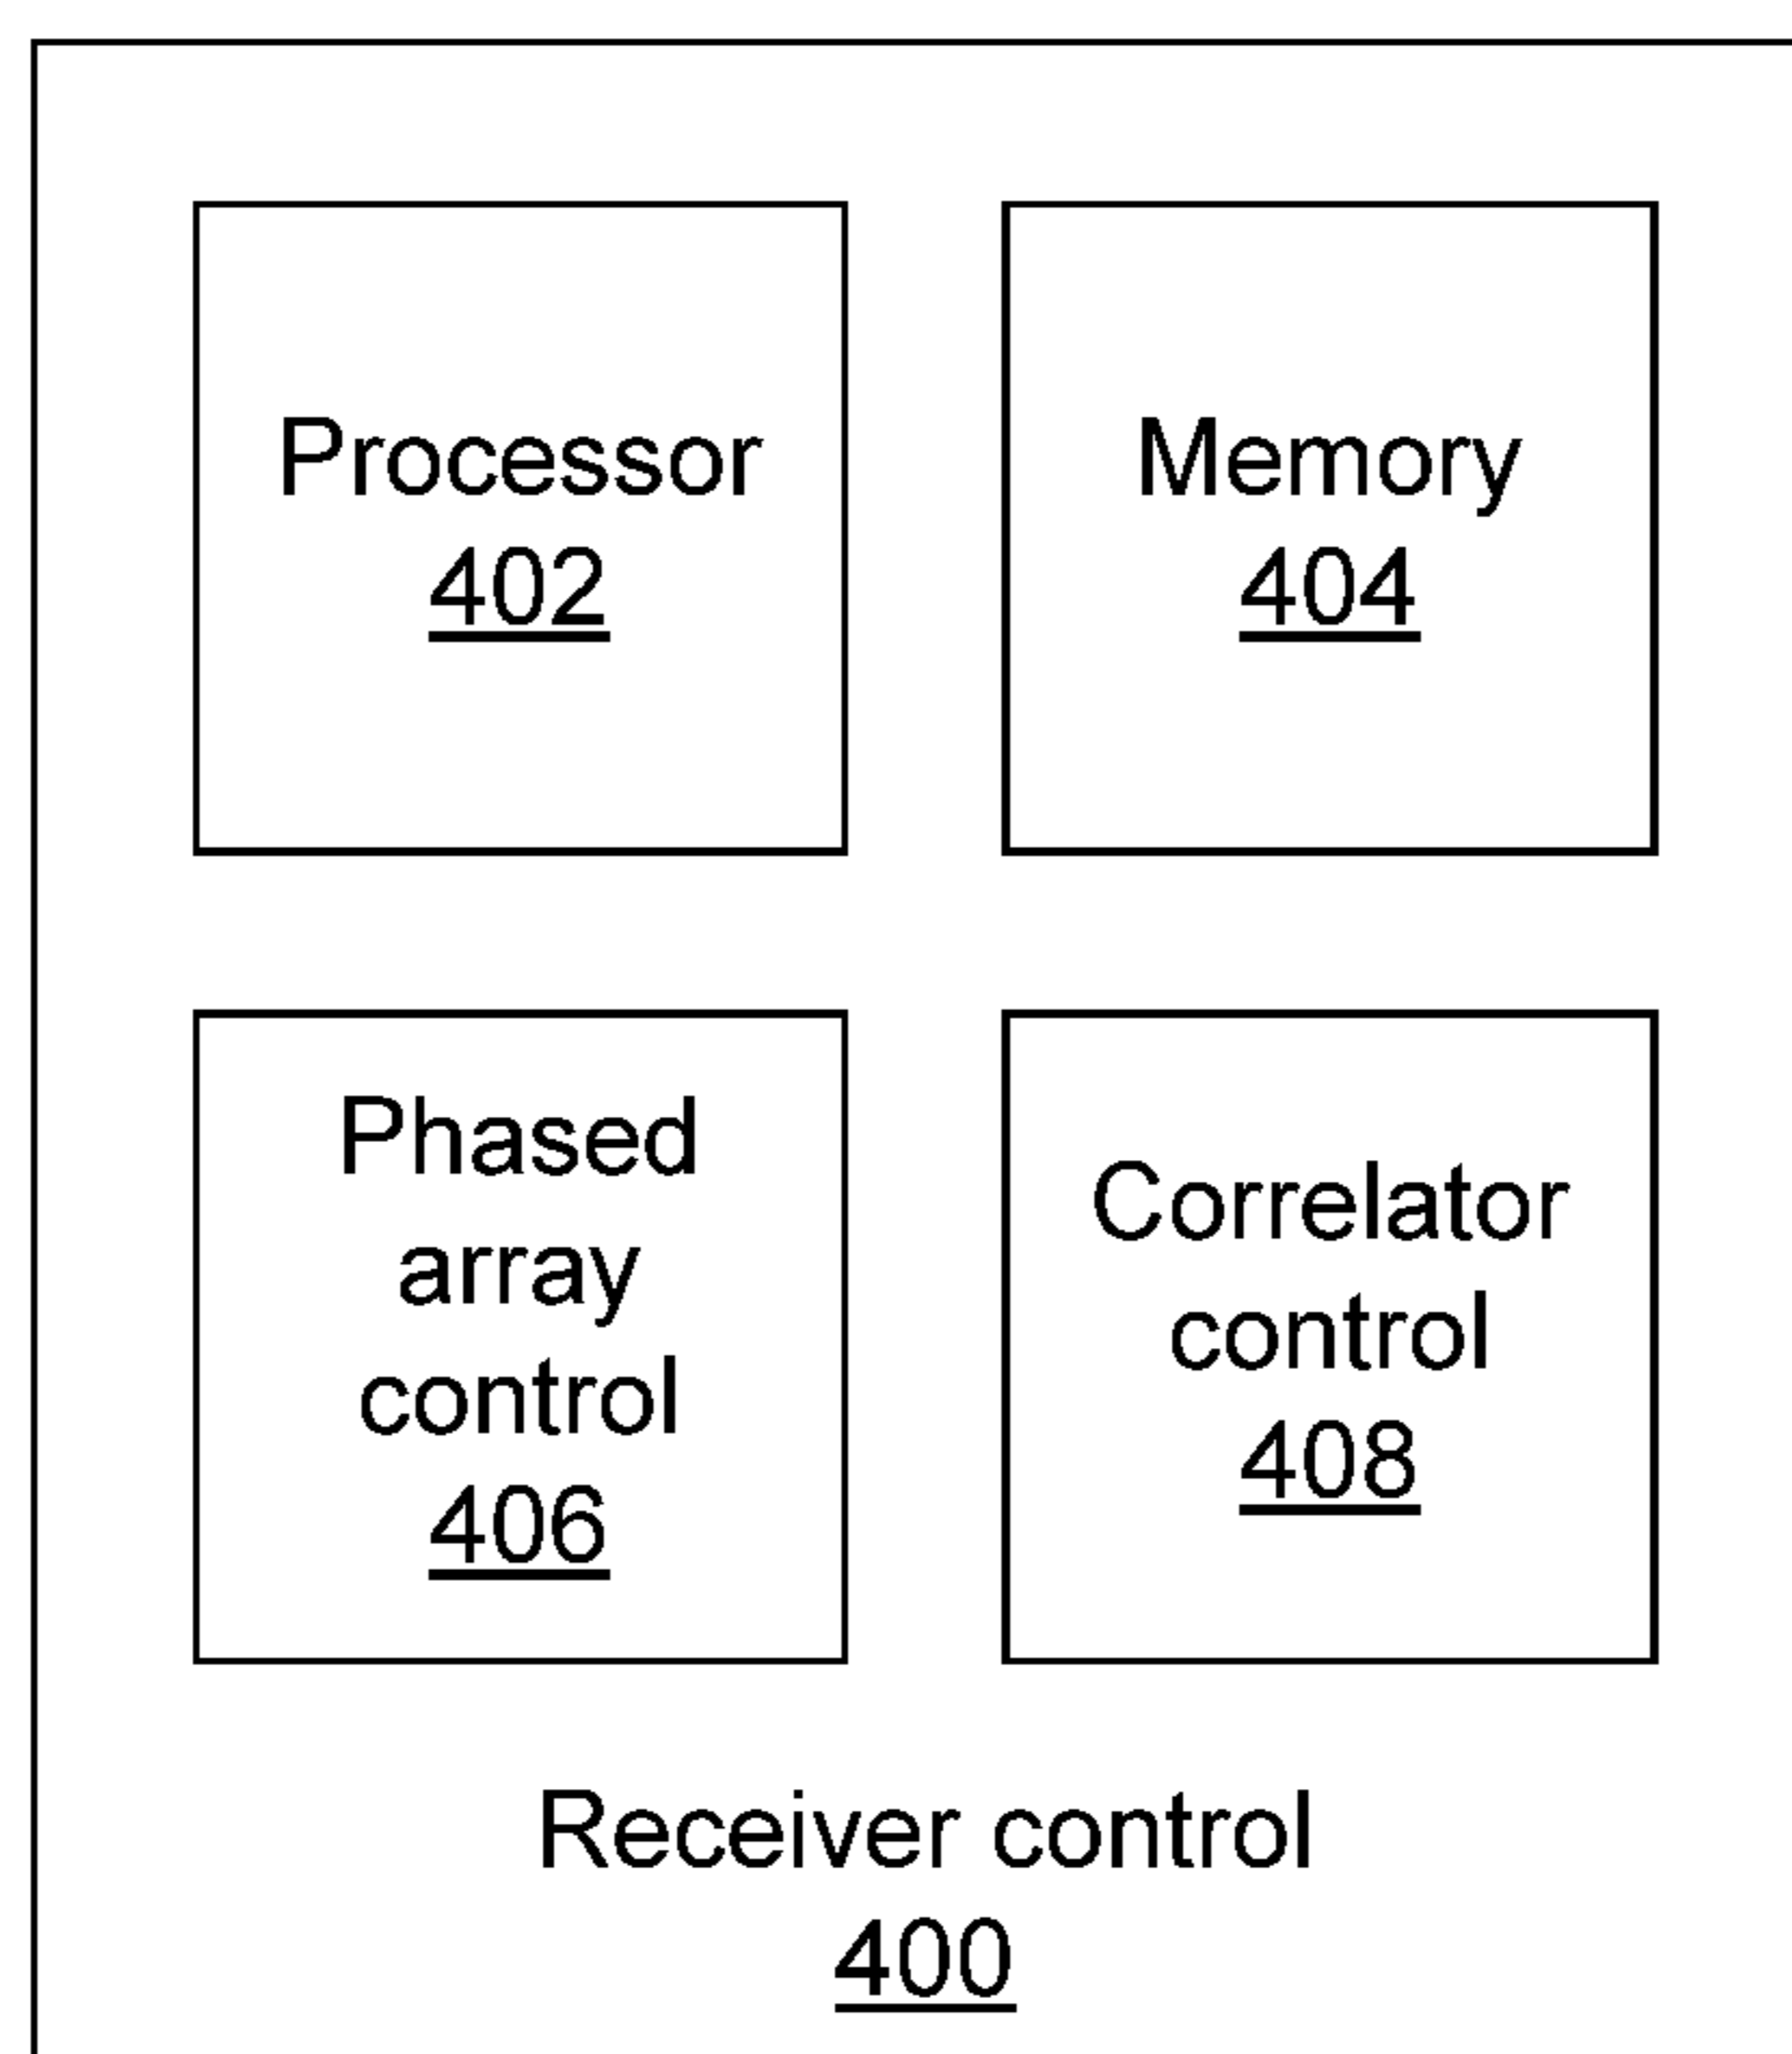 Processor
402
Memory
404
Phased
array
control
406
Correlator
control
408
Receiver control
400